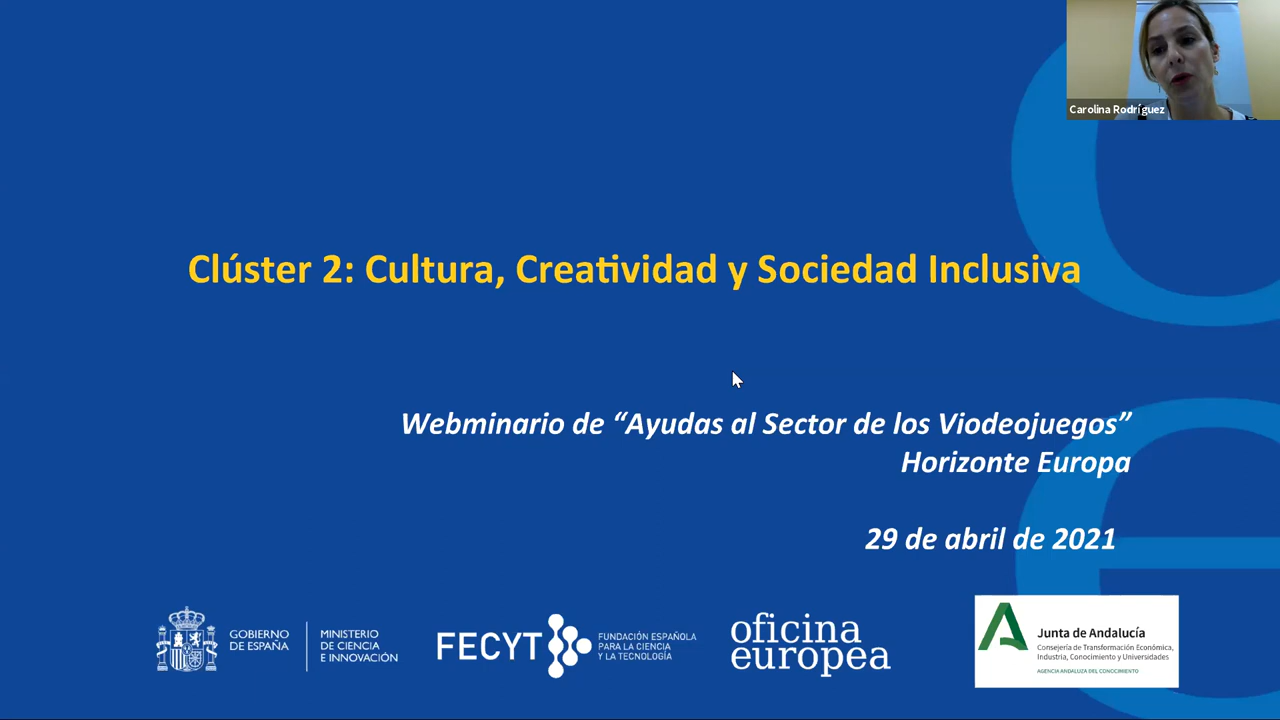 Carolina Rodríguez
Clúster 2: Cultura, Creatividad y Sociedad Inclusiva
Webminario de “Ayudas al Sector de los Viodeojuegos”
Horizonte Europa
29 de abril de 2021
GOBIERNO
DE ESPAÑA
MINISTERIO
DE CIENCIA
E INNOVACIÓN
FECYT
FUNDACIÓN ESPAÑOLA
PARA LA CIENCIA
Y LA TECNOLOGÍA
oficina
europea
Junta de Andalucía
Consejería de Transformación Económica,
Industria, Conocimiento y Universidades
AGENCIA ANDALUZA DEL CONOCIMIENTO